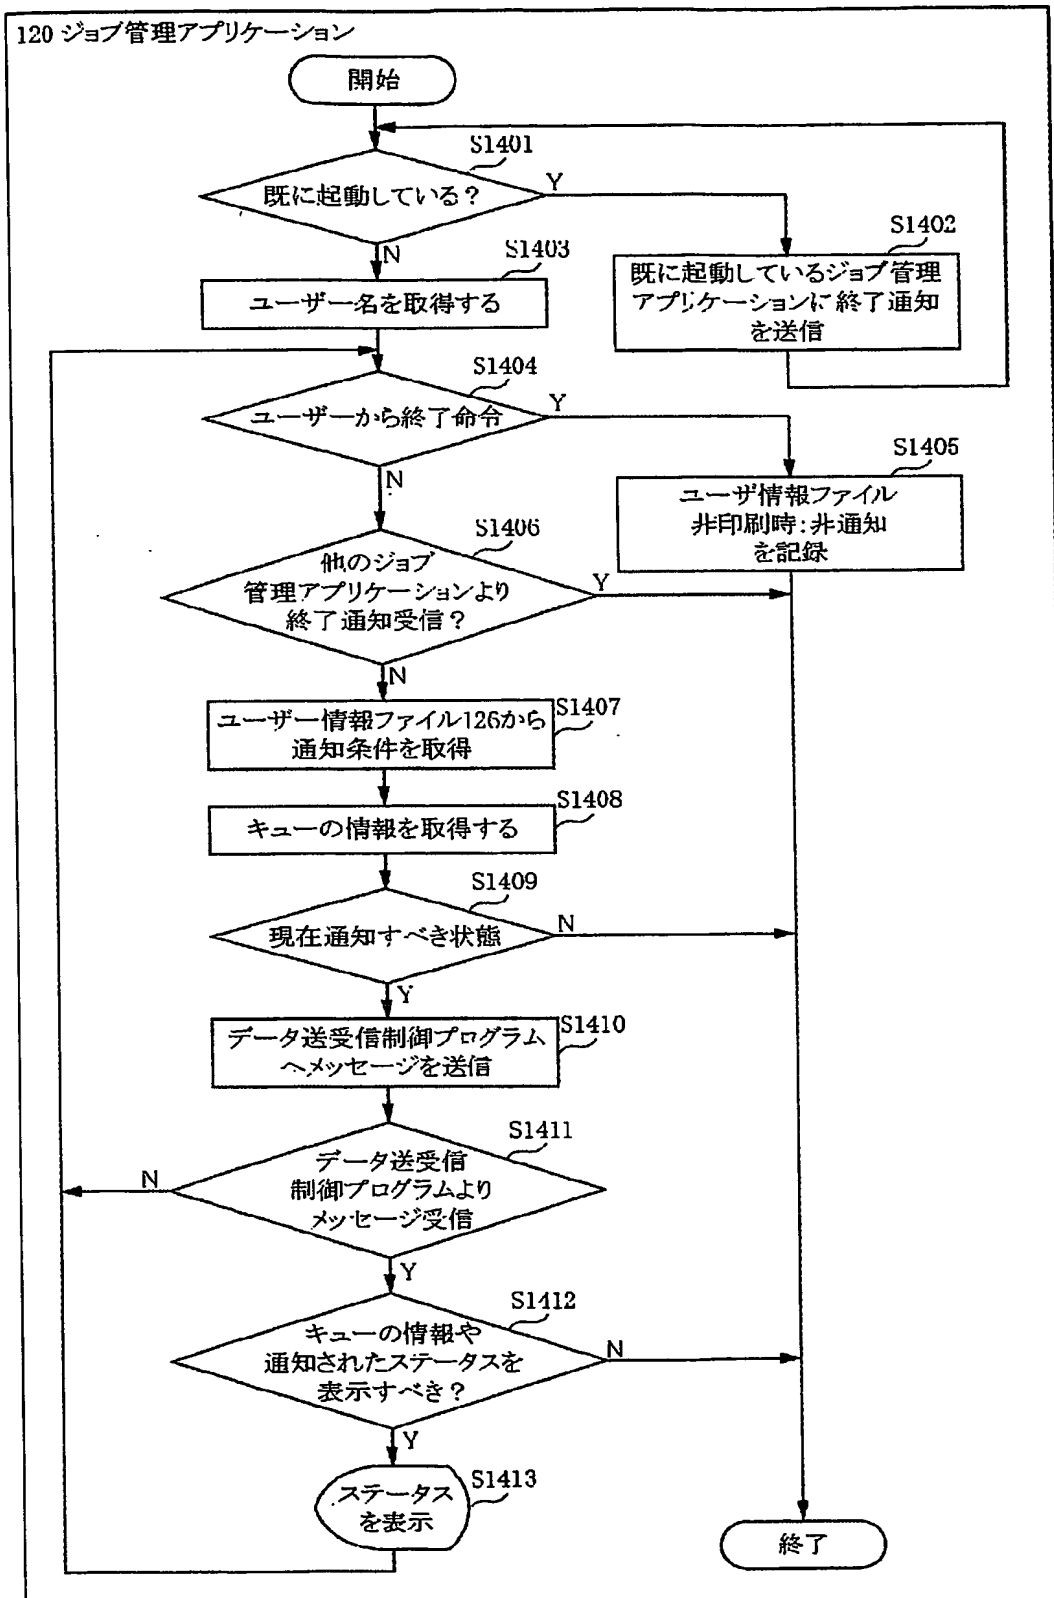 120 ジョブ管理アプリケーション
開始
S1401
既に起動している？
Y
N
S1402
既に起動しているジョブ管理
アプリケーションに終了通知
を送信
S1403
ユーザー名を取得する
S1404
ユーザーから終了命令
Y
N
S1405
ユーザ情報ファイル
非印刷時：非通知
を記録
S1406
他のジョブ
管理アプリケーションより
終了通知受信？
Y
N
S1407
ユーザー情報ファイル126から
通知条件を取得
S1408
キューの情報を取得する
S1409
現在通知すべき状態
N
Y
S1410
データ送受信制御プログラム
へメッセージを送信
S1411
データ送受信
制御プログラムより
メッセージ受信
N
Y
S1412
キューの情報や
通知されたステータスを
表示すべき？
N
Y
S1413
ステータス
を表示
終了